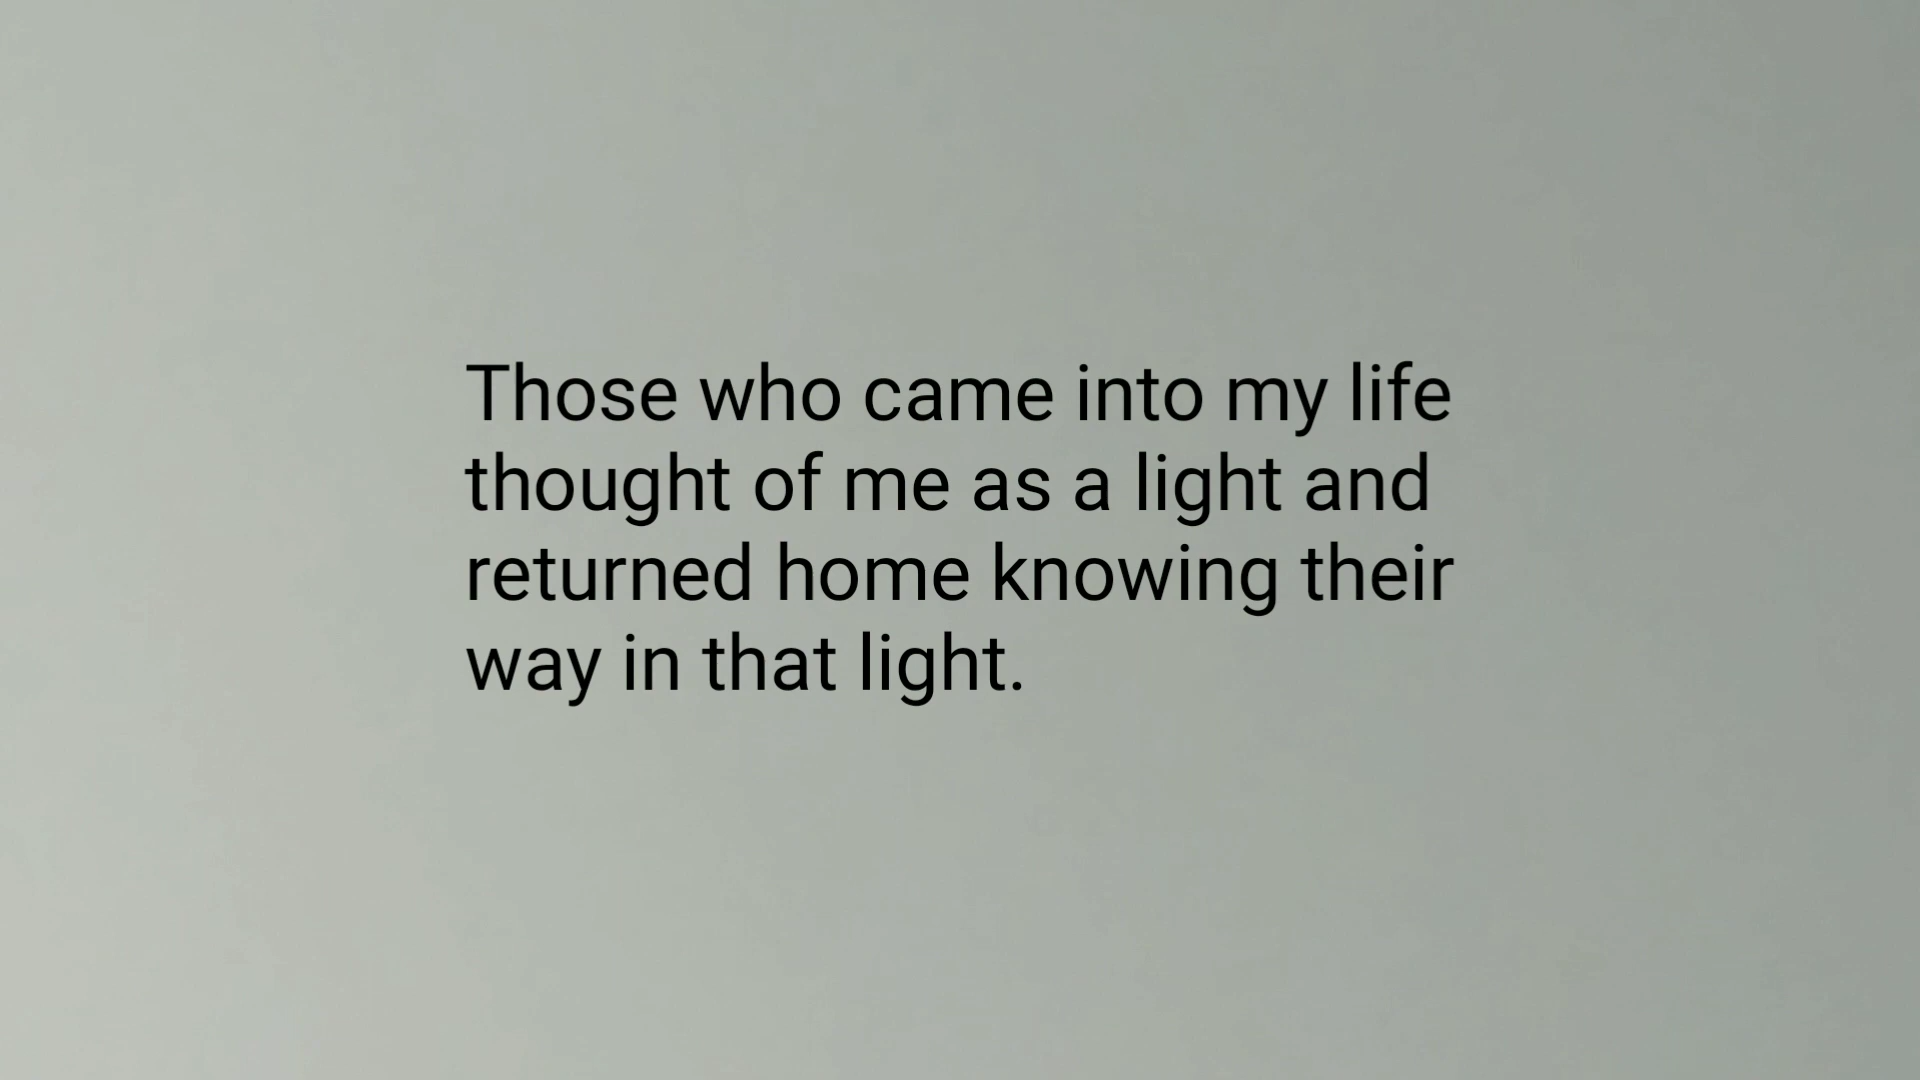 Those who came into my life
thought of me as a light and
returned home knowing their
way in that light.